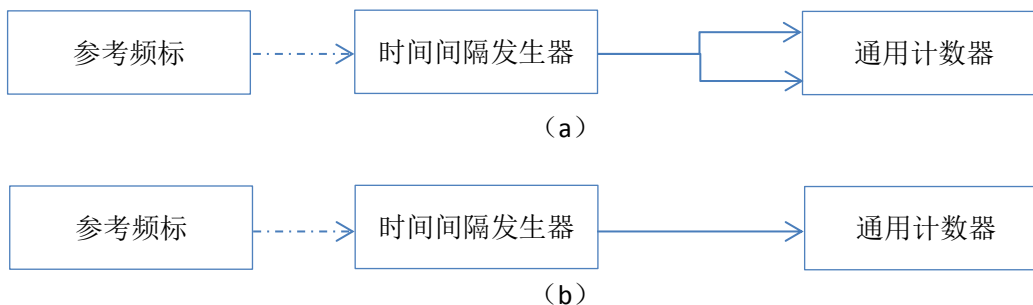 参考频标 时间间隔发生器 通用计数器
（a）
参考频标 时间间隔发生器 通用计数器
（b）